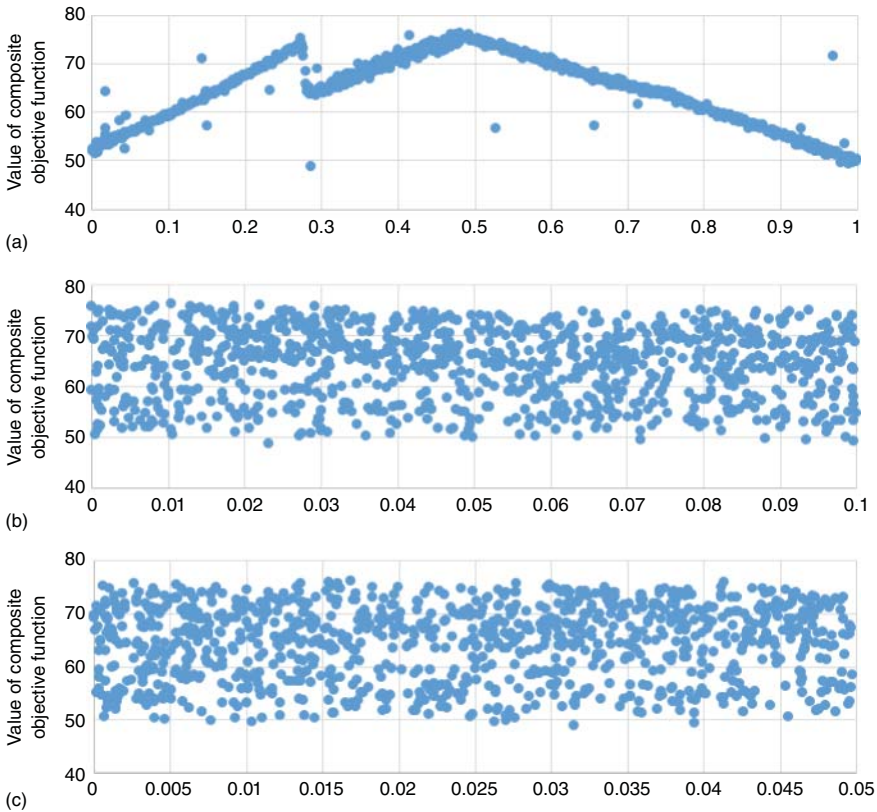 80
70
60
50
40
Value of composite
objective function
0 0.1 0.2 0.3 0.4 0.5 0.6 0.7 0.8 0.9 1
(a)
80
70
60
50
40
Value of composite
objective function
0 0.01 0.02 0.03 0.04 0.05 0.06 0.07 0.08 0.09 0.1
(b)
80
70
60
50
40
Value of composite
objective function
0 0.005 0.01 0.015 0.02 0.025 0.03 0.035 0.04 0.045 0.05
(c)